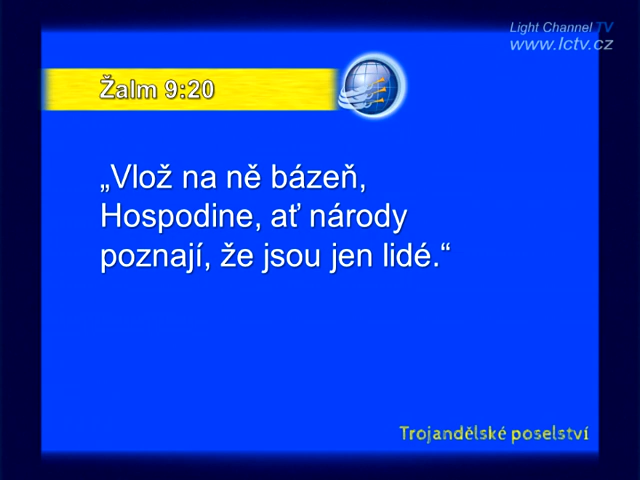 Light Channel TV
www.lctv.cz
Žalm 9:20
„Vlož na ně bázeň,
Hospodine, ať národy
poznají, že jsou jen lidé.“
Trojandělské poselství